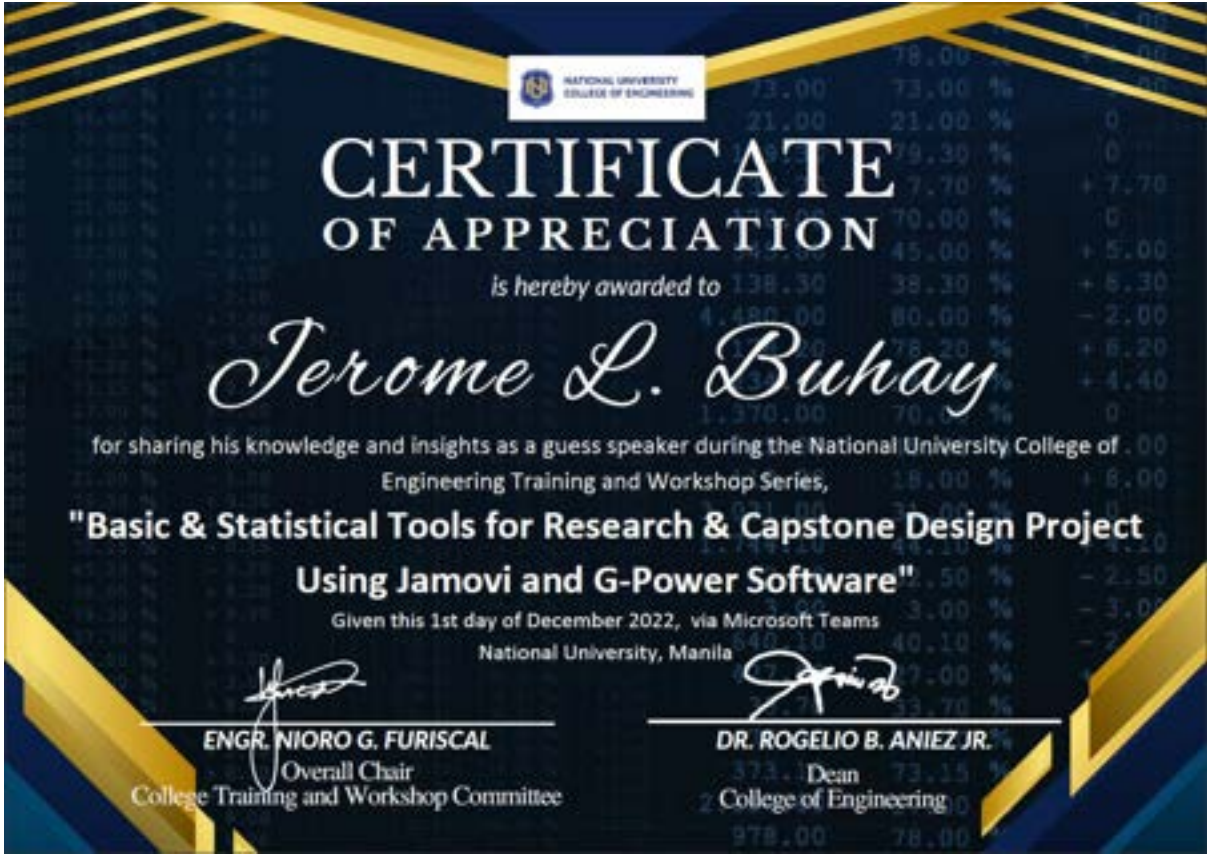 NATIONAL UNIVERSITY
COLLEGE OF ENGINEERING
CERTIFICATE
OF APPRECIATION
is hereby awarded to
Jerome L. Buhay
for sharing his knowledge and insights as a guess speaker during the National University College of
Engineering Training and Workshop Series,
"Basic & Statistical Tools for Research & Capstone Design Project
Using Jamovi and G-Power Software"
Given this 1st day of December 2022, via Microsoft Teams
National University, Manila
ENGR. NIORO G. FURISCAL
Overall Chair
College Training and Workshop Committee
DR. ROGELIO B. ANIEZ JR.
Dean
College of Engineering